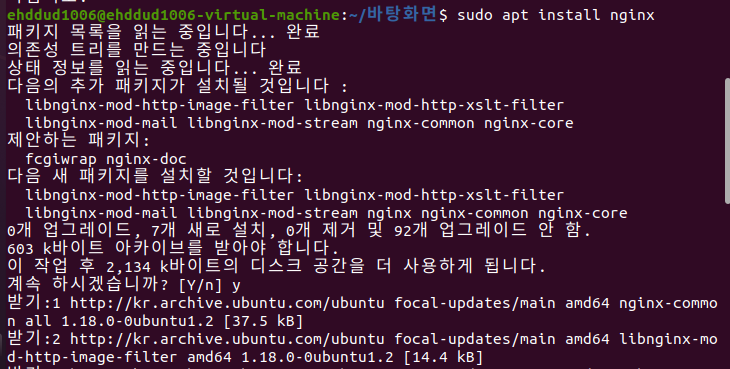 ehddud1006@ehddud1006-virtual-machine:~/바탕화면$ sudo apt install nginx
패키지 목록을 읽는 중입니다... 완료
의존성 트리를 만드는 중입니다
상태 정보를 읽는 중입니다... 완료
다음의 추가 패키지가 설치될 것입니다 :
  libnginx-mod-http-image-filter libnginx-mod-http-xslt-filter
  libnginx-mod-mail libnginx-mod-stream nginx-common nginx-core
제안하는 패키지:
  fcgiwrap nginx-doc
다음 새 패키지를 설치할 것입니다:
  libnginx-mod-http-image-filter libnginx-mod-http-xslt-filter
  libnginx-mod-mail libnginx-mod-stream nginx nginx-common nginx-core
0개 업그레이드, 7개 새로 설치, 0개 제거 및 92개 업그레이드 안 함.
603 k바이트 아카이브를 받아야 합니다.
이 작업 후 2,134 k바이트의 디스크 공간을 더 사용하게 됩니다.
계속 하시겠습니까? [Y/n] y
받기:1 http://kr.archive.ubuntu.com/ubuntu focal-updates/main amd64 nginx-commo
n all 1.18.0-0ubuntu1.2 [37.5 kB]
받기:2 http://kr.archive.ubuntu.com/ubuntu focal-updates/main amd64 libnginx-mo
d-http-image-filter amd64 1.18.0-0ubuntu1.2 [14.4 kB]